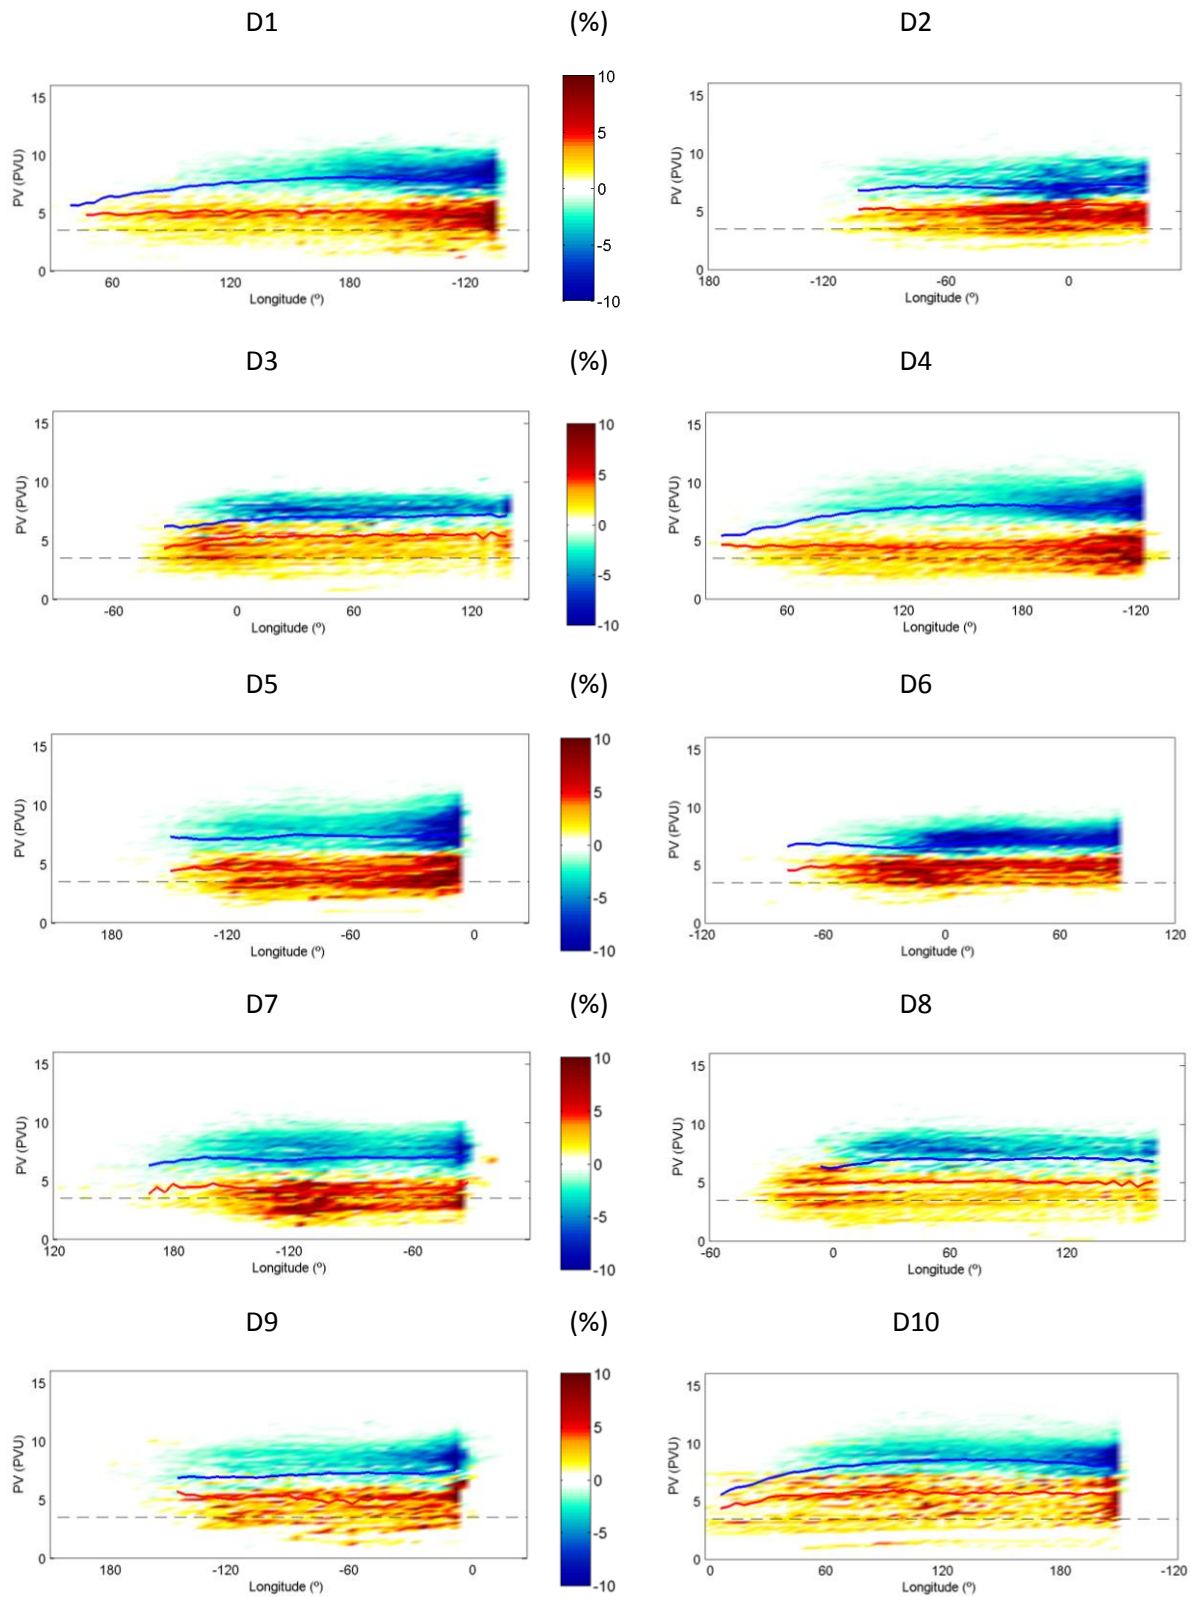 D1 (%) D2
15
10
5
0
PV (PVU)
60 120 180 -120
Longitude (º)
10
5
0
-5
-10
15
10
5
0
PV (PVU)
180 -120 -60 0
Longitude (º)
D3 (%) D4
15
10
5
0
PV (PVU)
-60 0 60 120
Longitude (º)
10
5
0
-5
-10
15
10
5
0
PV (PVU)
60 120 180 -120
Longitude (º)
D5 (%) D6
15
10
5
0
PV (PVU)
180 -120 -60 0
Longitude (º)
10
5
0
-5
-10
15
10
5
0
PV (PVU)
-120 -60 0 60 120
Longitude (º)
D7 (%) D8
15
10
5
0
PV (PVU)
120 180 -120 -60
Longitude (º)
10
5
0
-5
-10
15
10
5
0
PV (PVU)
-60 0 60 120
Longitude (º)
D9 (%) D10
15
10
5
0
PV (PVU)
180 -120 -60 0
Longitude (º)
10
5
0
-5
-10
15
10
5
0
PV (PVU)
0 60 120 180 -120
Longitude (º)